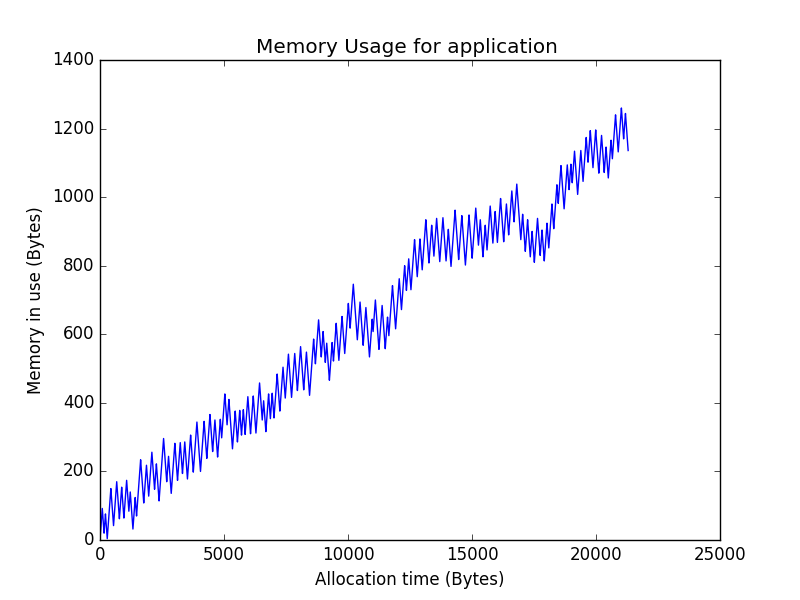 Memory Usage for application
1400
1200
1000
800
600
400
200
0
Memory in use (Bytes)
0 5000 10000 15000 20000 25000
Allocation time (Bytes)